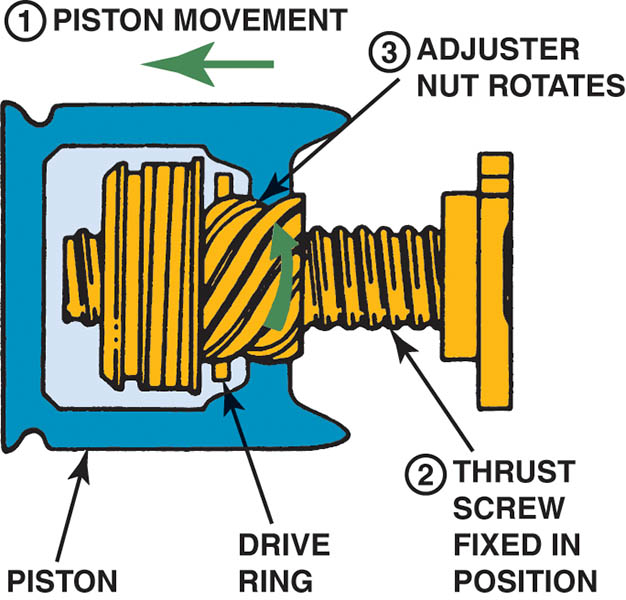 ① PISTON MOVEMENT
③ ADJUSTER
NUT ROTATES
② THRUST
SCREW
FIXED IN
POSITION
DRIVE
RING
PISTON